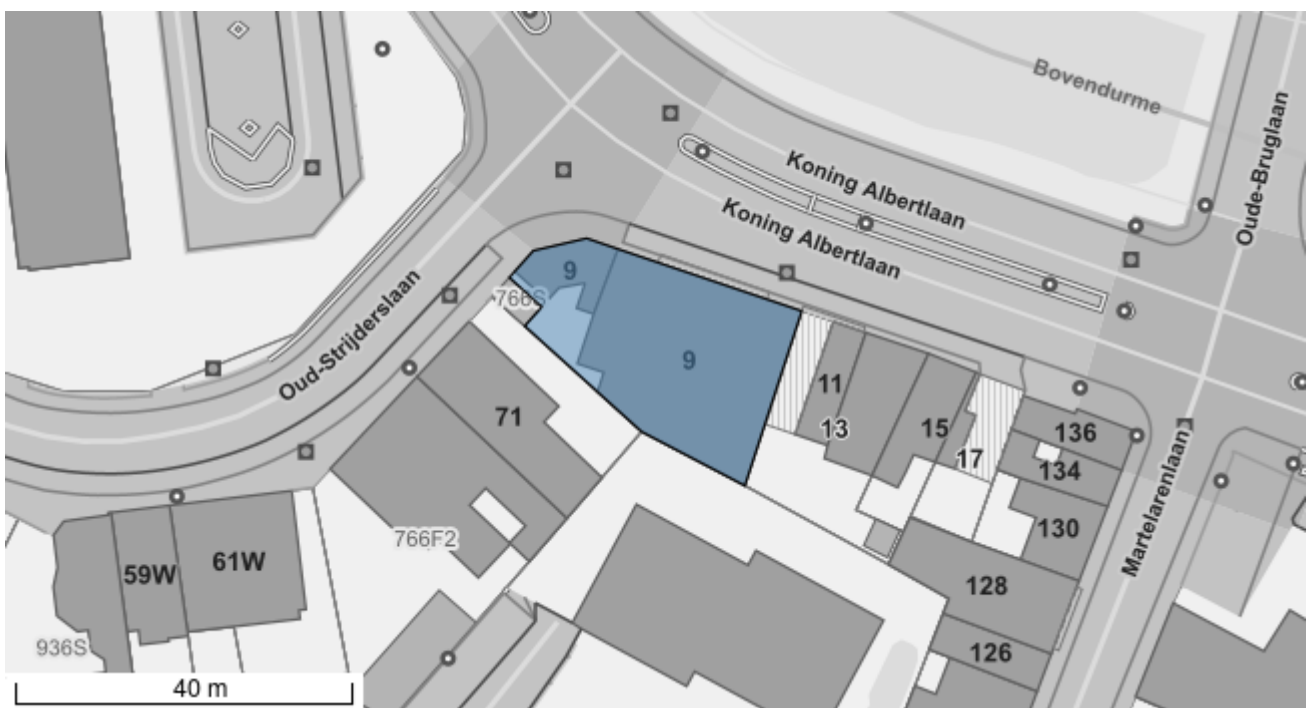 Bovendurme
Koning Albertlaan
Koning Albertlaan
Oude-Bruglaan
Oud-Strijderslaan
9
766S
9
11
13
15
17
136
134
130
Martelarenlaan
71
766F2
128
126
59W
61W
936S
40 m